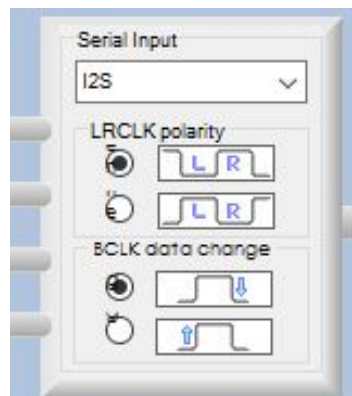 Serial Input
I2S
LRCLK polarity
L R
L R
BCLK data change